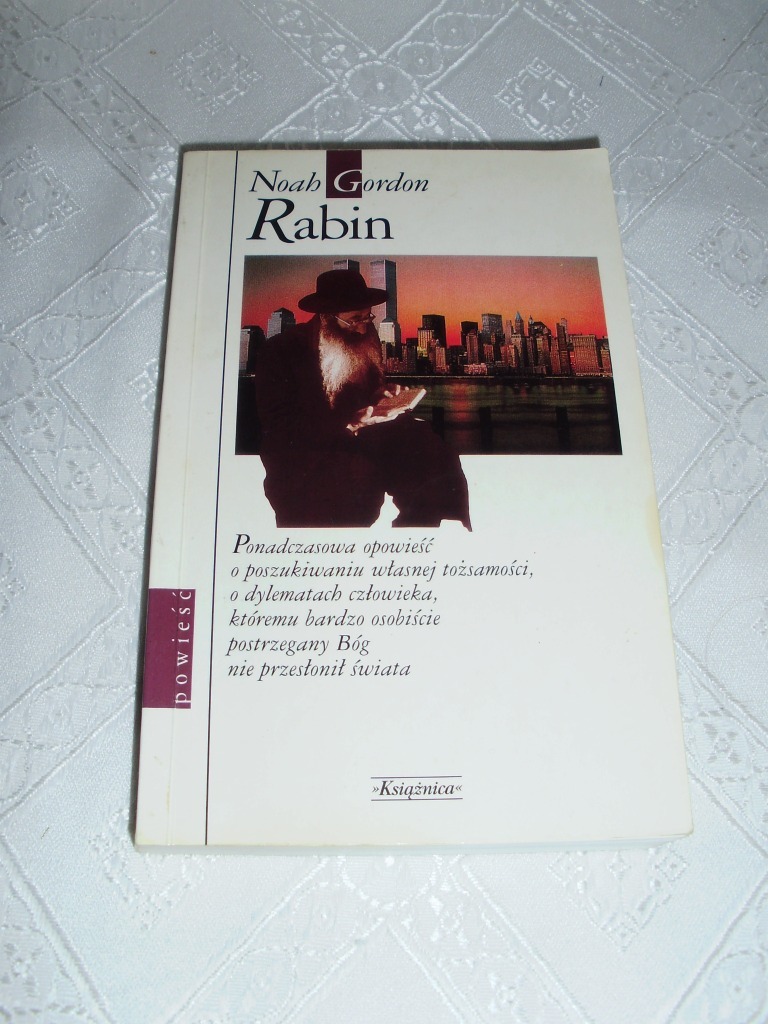 Noah Gordon
Rabin
Ponadczasowa opowieść
o poszukiwaniu własnej tożsamości,
o dylematach człowieka,
któremu bardzo osobiście
postrzegany Bóg
nie przesłonił świata
powieść
»Książnica«